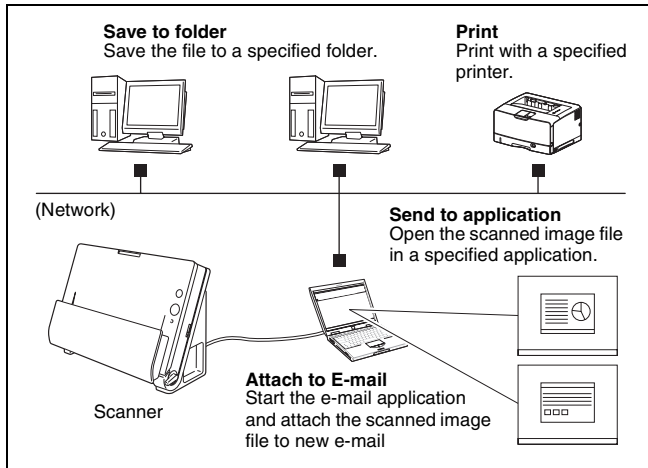 Save to folder
Save the file to a specified folder.
Print
Print with a specified
printer.
(Network)
Send to application
Open the scanned image file
in a specified application.
Scanner
Attach to E-mail
Start the e-mail application
and attach the scanned image
file to new e-mail